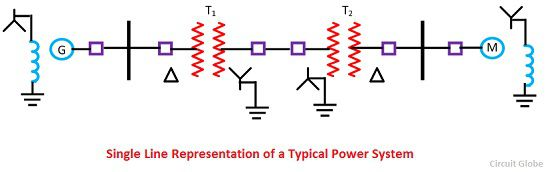 T1 T2
G M
Single Line Representation of a Typical Power System
Circuit Globe